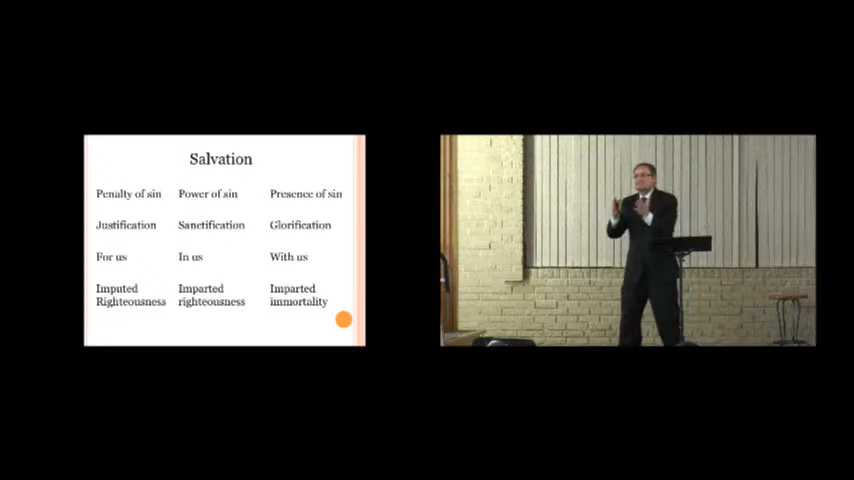 Salvation
Penalty of sin Power of sin Presence of sin
Justification Sanctification Glorification
For us In us With us
Imputed Imparted Imparted
Righteousness righteousness immortality